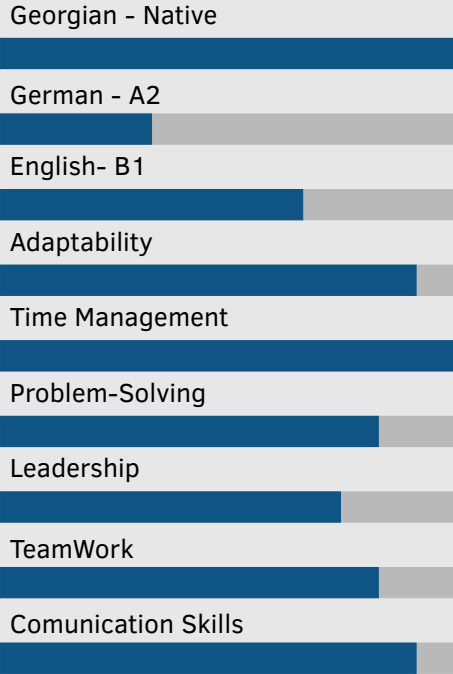 Georgian - Native
German - A2
English- B1
Adaptability
Time Management
Problem-Solving
Leadership
TeamWork
Comunication Skills